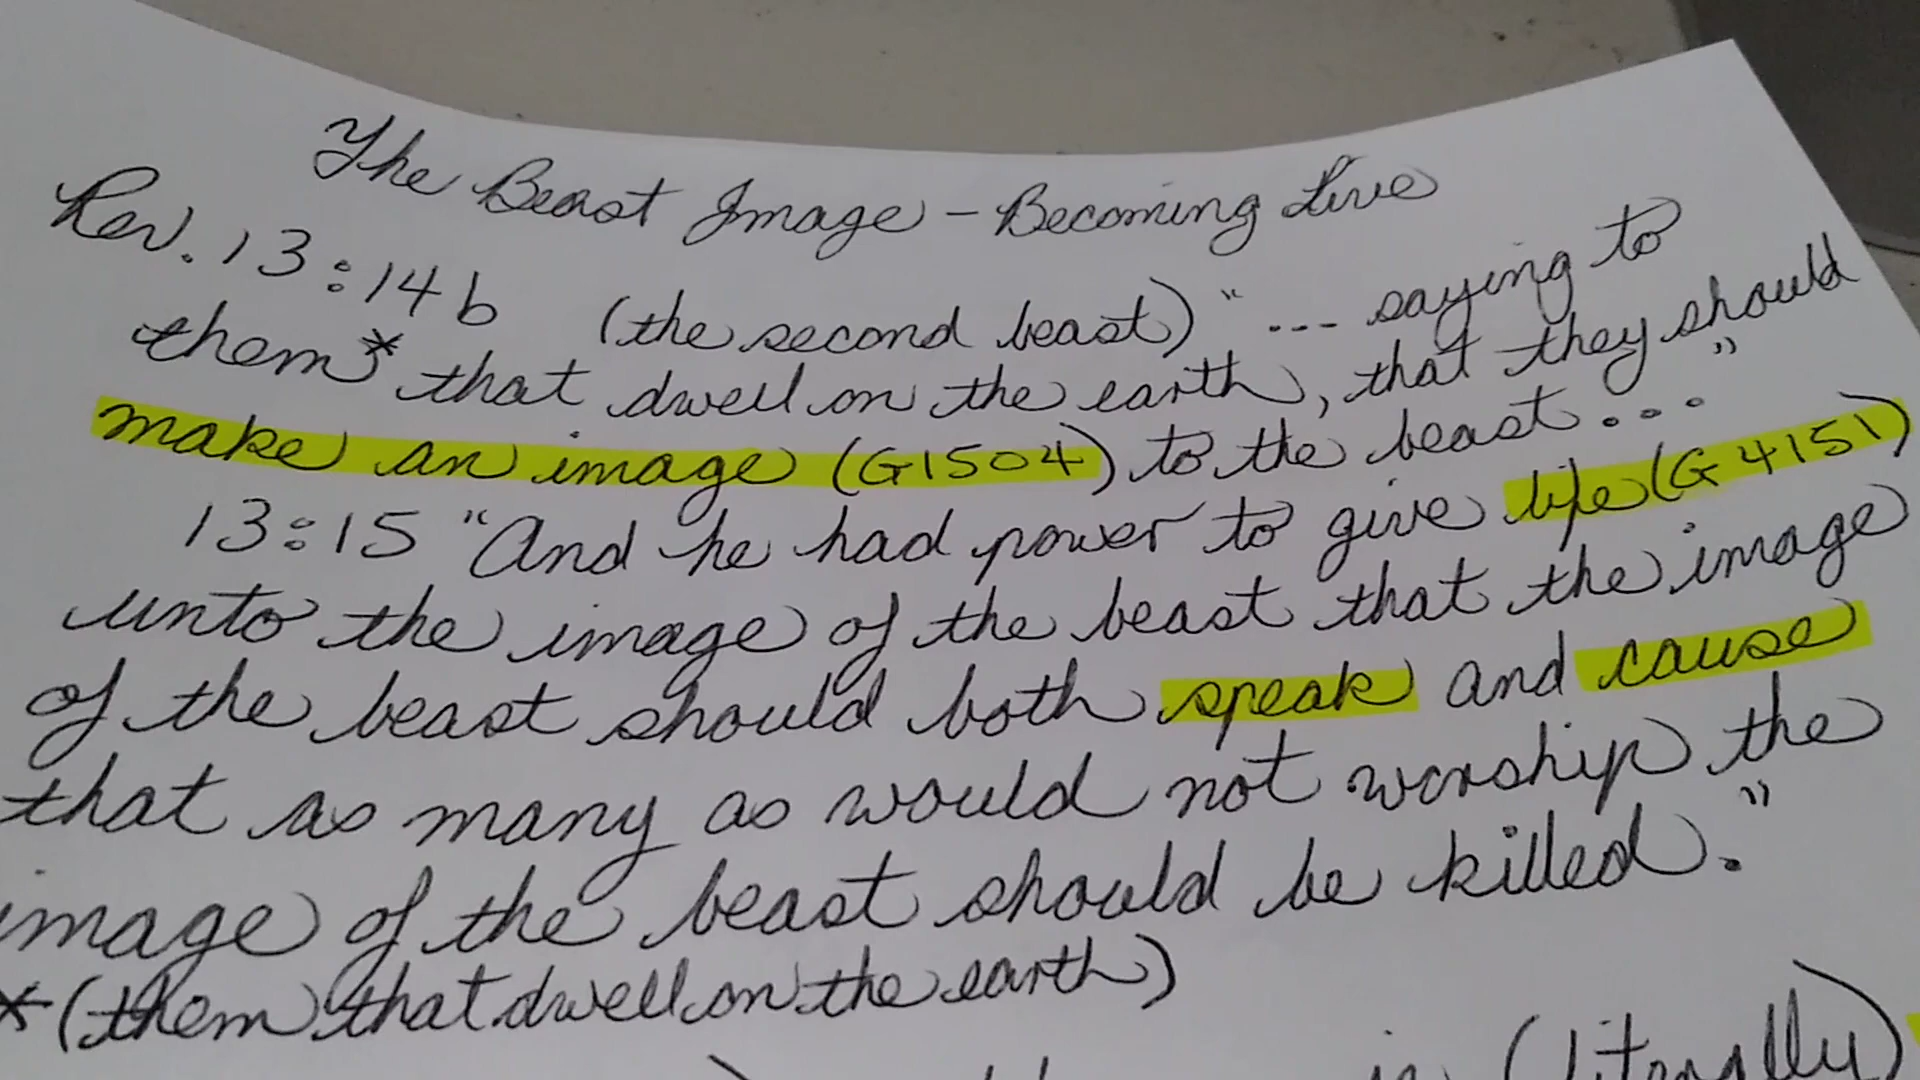 The Beast Image - Becoming Live
Rev. 13:14b (the second beast) "... saying to
them* that dwell on the earth, that they should
make an image (G1504) to the beast..."
13:15 "And he had power to give life (G4151)
unto the image of the beast that the image
of the beast should both speak and cause
that as many as would not worship the
image of the beast should be killed."
*(them that dwell on the earth)
(literally)